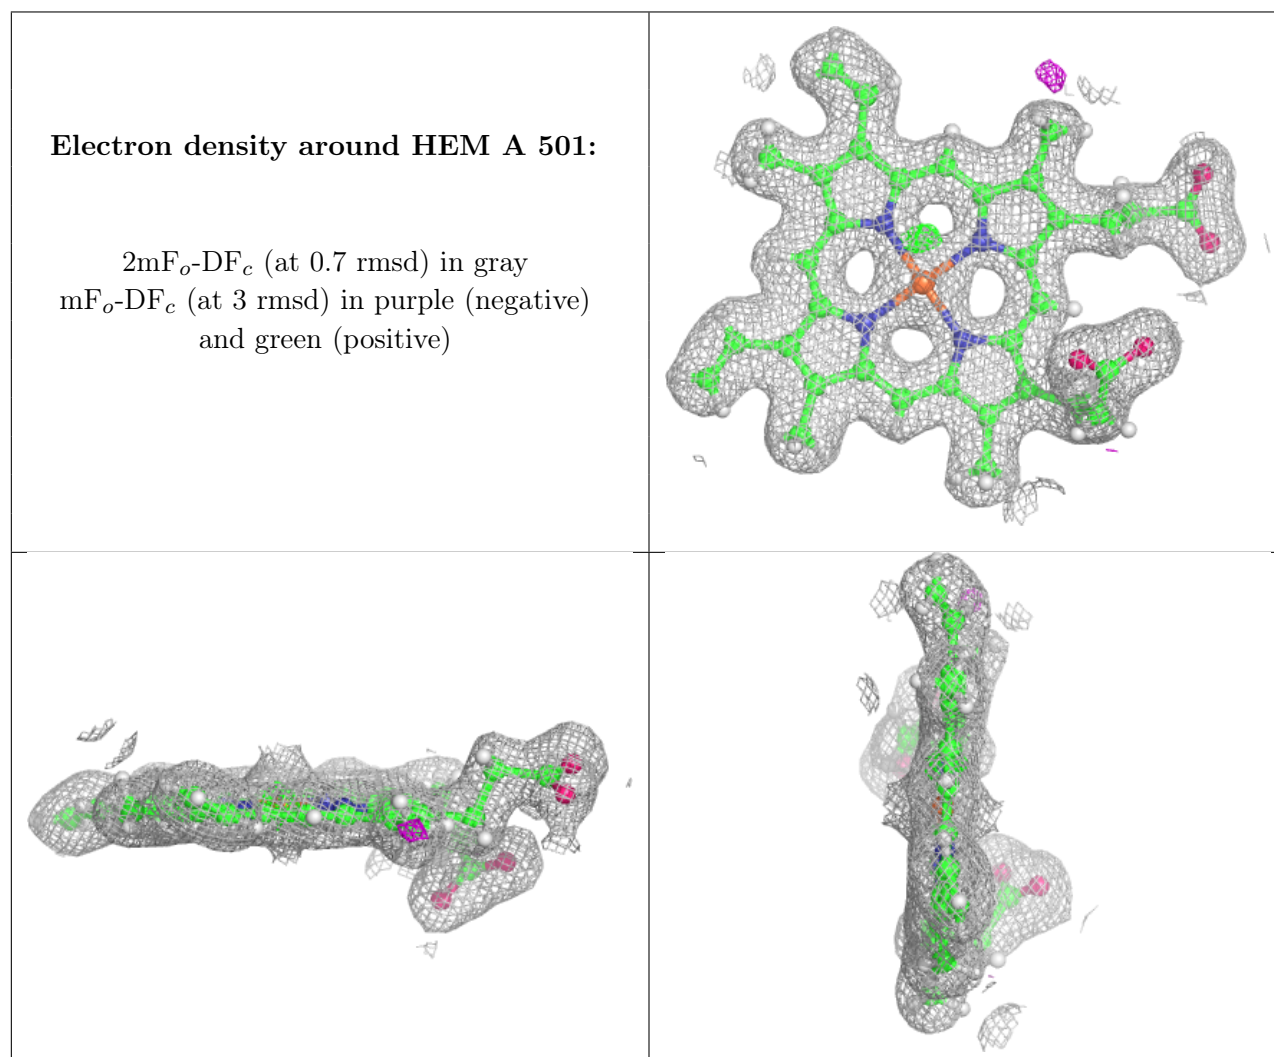 Electron density around HEM A 501:
2mFo-DFc (at 0.7 rmsd) in gray
mFo-DFc (at 3 rmsd) in purple (negative)
and green (positive)